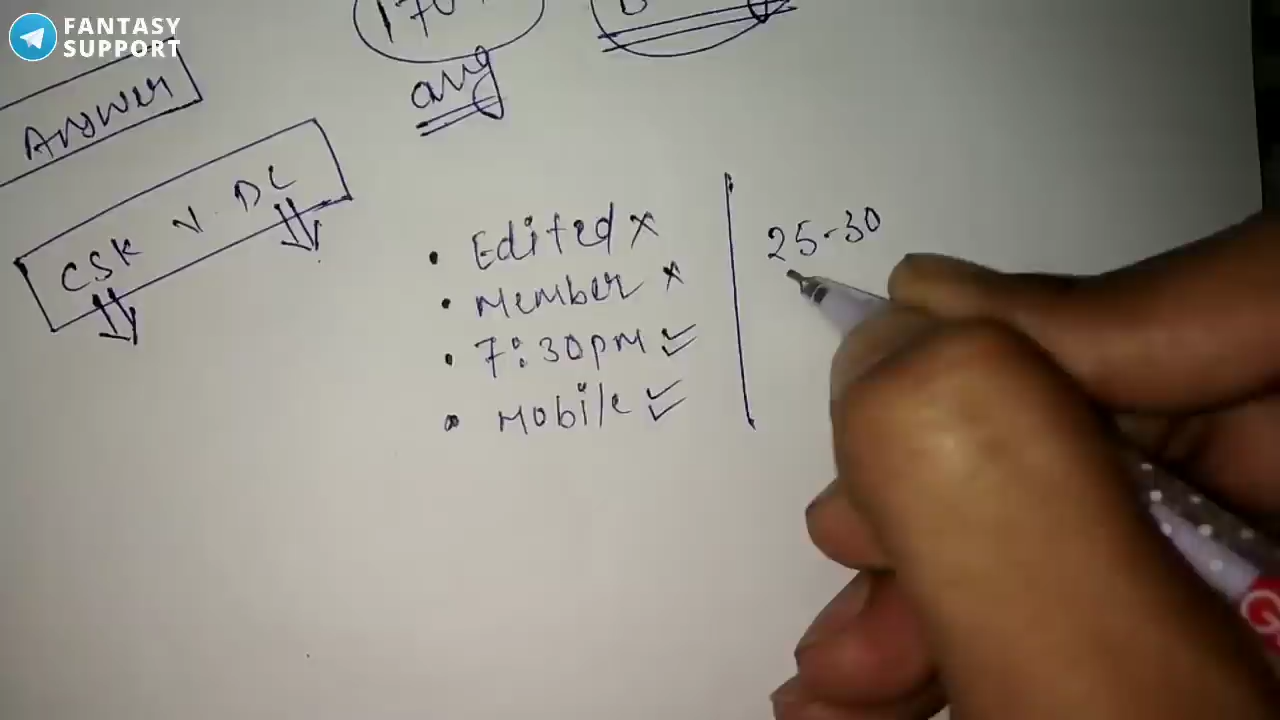 FANTASY
SUPPORT
Answer
avg
CSK v DC
• Edited ×
• Member ×
• 7:30pm ✓
• Mobile ✓
25-30